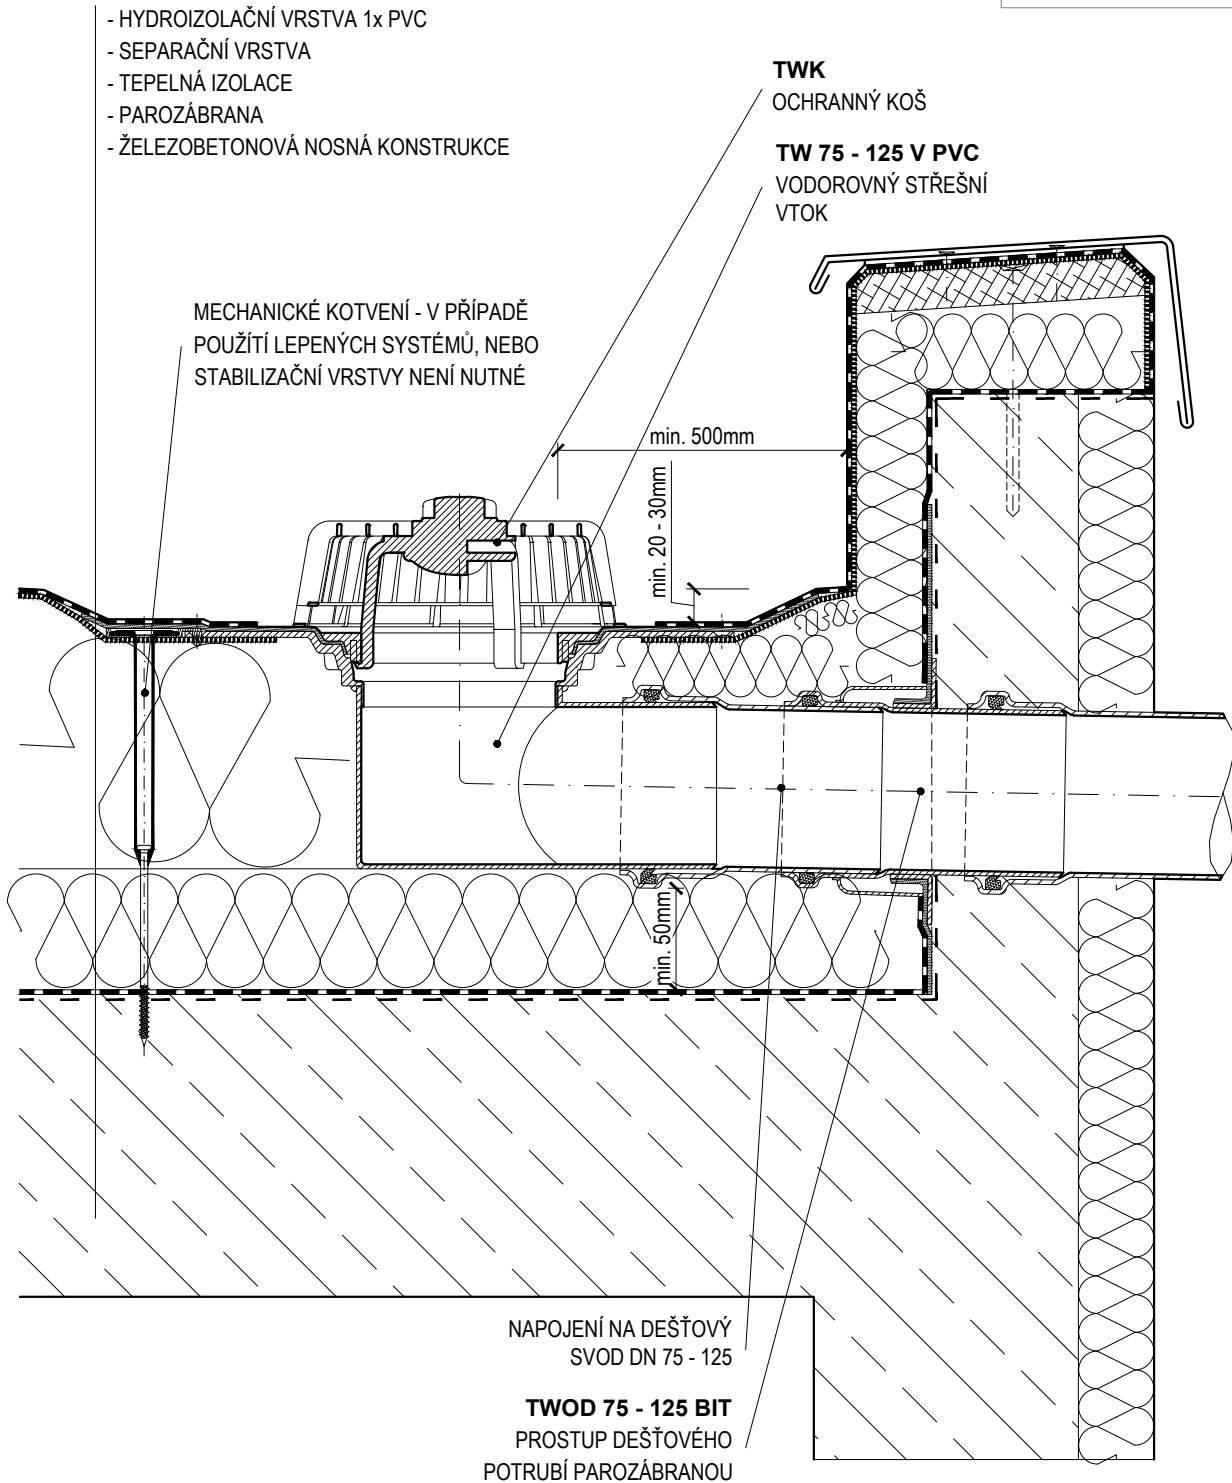 - HYDROIZOLAČNÍ VRSTVA 1x PVC
- SEPARAČNÍ VRSTVA
- TEPELNÁ IZOLACE
- PAROZÁBRANA
- ŽELEZOBETONOVÁ NOSNÁ KONSTRUKCE
TWK
OCHRANNÝ KOŠ
TW 75 - 125 V PVC
VODOROVNÝ STŘEŠNÍ
VTOK
MECHANICKÉ KOTVENÍ - V PŘÍPADĚ
POUŽÍTÍ LEPENÝCH SYSTÉMŮ, NEBO
STABILIZAČNÍ VRSTVY NENÍ NUTNÉ
min. 500mm
min. 20 - 30mm
min. 50mm
NAPOJENÍ NA DEŠŤOVÝ
SVOD DN 75 - 125
TWOD 75 - 125 BIT
PROSTUP DEŠŤOVÉHO
POTRUBÍ PAROZÁBRANOU